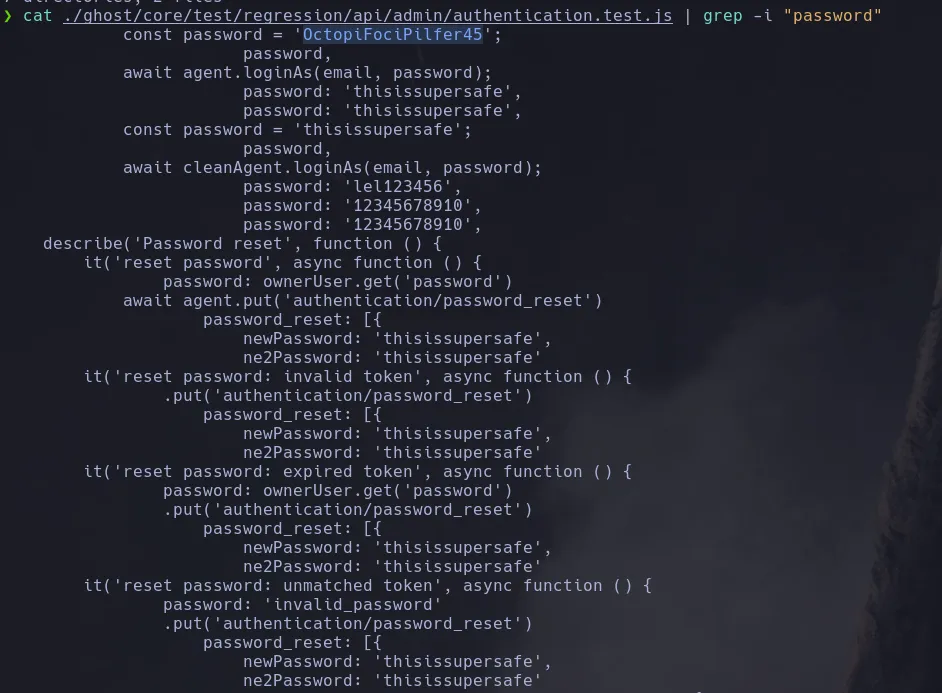 ❯ cat ./ghost/core/test/regression/api/admin/authentication.test.js | grep -i "password"
const password = 'OctopiFociPilfer45';
password,
await agent.loginAs(email, password);
password: 'thisissupersafe',
password: 'thisissupersafe',
const password = 'thisissupersafe';
password,
await cleanAgent.loginAs(email, password);
password: 'lel123456',
password: '12345678910',
password: '12345678910',
describe('Password reset', function () {
it('reset password', async function () {
password: ownerUser.get('password')
await agent.put('authentication/password_reset')
password_reset: [{
newPassword: 'thisissupersafe',
ne2Password: 'thisissupersafe'
it('reset password: invalid token', async function () {
.put('authentication/password_reset')
password_reset: [{
newPassword: 'thisissupersafe',
ne2Password: 'thisissupersafe'
it('reset password: expired token', async function () {
password: ownerUser.get('password')
.put('authentication/password_reset')
password_reset: [{
newPassword: 'thisissupersafe',
ne2Password: 'thisissupersafe'
it('reset password: unmatched token', async function () {
password: 'invalid_password'
.put('authentication/password_reset')
password_reset: [{
newPassword: 'thisissupersafe',
ne2Password: 'thisissupersafe'